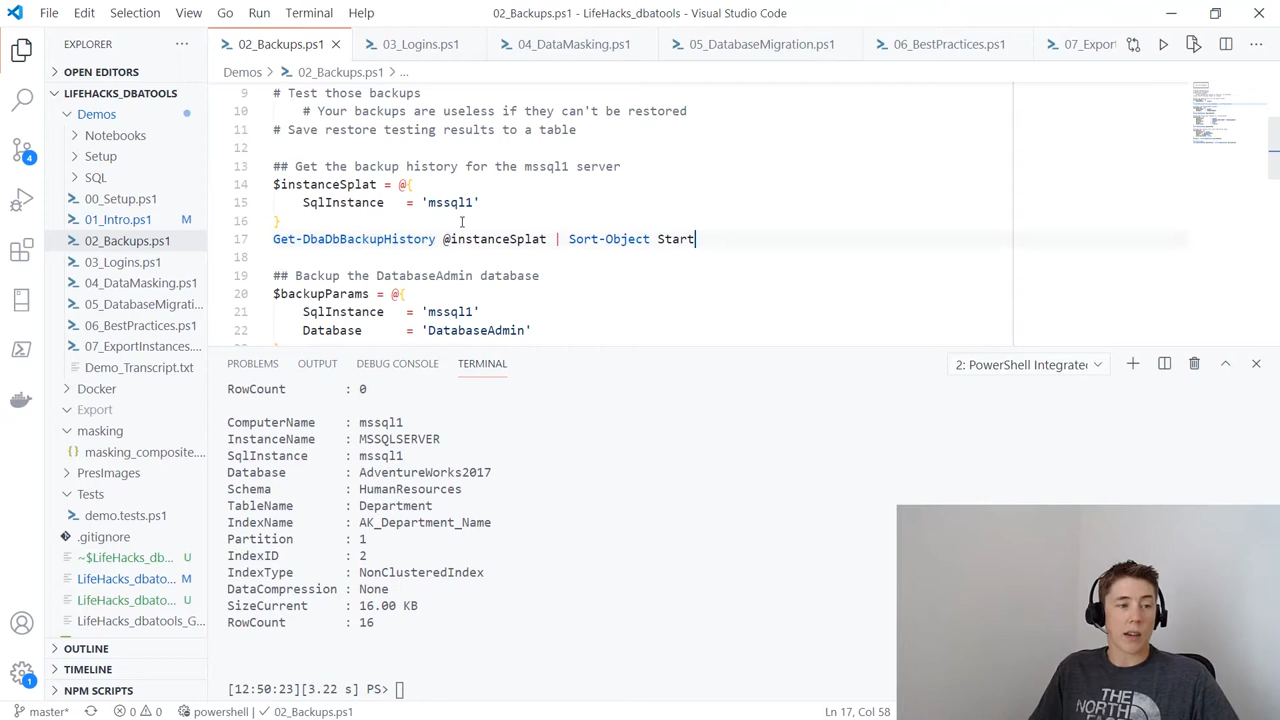 File Edit Selection View Go Run Terminal Help
02_Backups.ps1 - LifeHacks_dbatools - Visual Studio Code
EXPLORER
OPEN EDITORS
LIFEHACKS_DBATOOLS
Demos
Notebooks
Setup
SQL
00_Setup.ps1
01_Intro.ps1 M
02_Backups.ps1
03_Logins.ps1
04_DataMasking.ps1
05_DatabaseMigrati...
06_BestPractices.ps1
07_ExportInstances....
Demo_Transcript.txt
Docker
Export
masking
masking_composite....
PresImages
Tests
demo.tests.ps1
.gitignore
~$LifeHacks_db... U
LifeHacks_dbato... M
LifeHacks_dbato... U
LifeHacks_dbatools_G...
OUTLINE
TIMELINE
NPM SCRIPTS
4
1
02_Backups.ps1 03_Logins.ps1 04_DataMasking.ps1 05_DatabaseMigration.ps1 06_BestPractices.ps1 07_Export
Demos > 02_Backups.ps1 > ...
9 # Test those backups
10 # Your backups are useless if they can't be restored
11 # Save restore testing results to a table
12
13 ## Get the backup history for the mssql1 server
14 $instanceSplat = @{
15 SqlInstance = 'mssql1'
16 }
17 Get-DbaDbBackupHistory @instanceSplat | Sort-Object Start
18
19 ## Backup the DatabaseAdmin database
20 $backupParams = @{
21 SqlInstance = 'mssql1'
22 Database = 'DatabaseAdmin'
PROBLEMS OUTPUT DEBUG CONSOLE TERMINAL
2: PowerShell Integrate
RowCount : 0
ComputerName : mssql1
InstanceName : MSSQLSERVER
SqlInstance : mssql1
Database : AdventureWorks2017
Schema : HumanResources
TableName : Department
IndexName : AK_Department_Name
Partition : 1
IndexID : 2
IndexType : NonClusteredIndex
DataCompression : None
SizeCurrent : 16.00 KB
RowCount : 16
[12:50:23][3.22 s] PS>
THE
NORTH
master* 0 0 powershell 02_Backups.ps1
Ln 17, Col 58